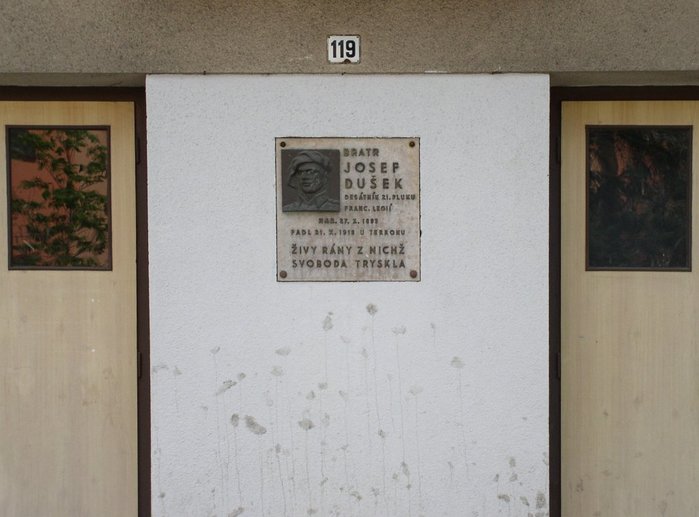 119
BRATR
JOSEF
DUŠEK
DESÁTNÍK 21. PLUKU
FRANC. LEGIÍ
NAR. 27. X.
PADL 21. X. 1918 U TERRONU
ŽIVY RÁNY Z NICHŽ
SVOBODA TRYSKLA